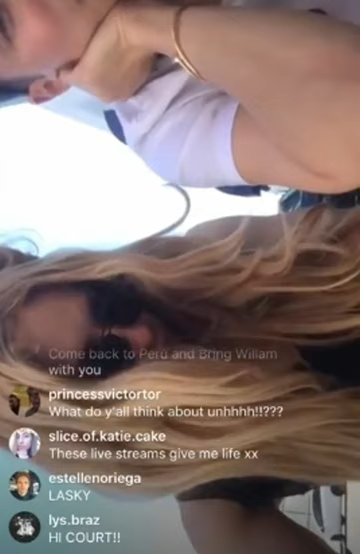 Come back to Peru and Bring Willam
with you
princessvictortor
What do y'all think about unhhhh!!???
slice.of.katie.cake
These live streams give me life xx
estellenoriega
LASKY
lys.braz
HI COURT!!